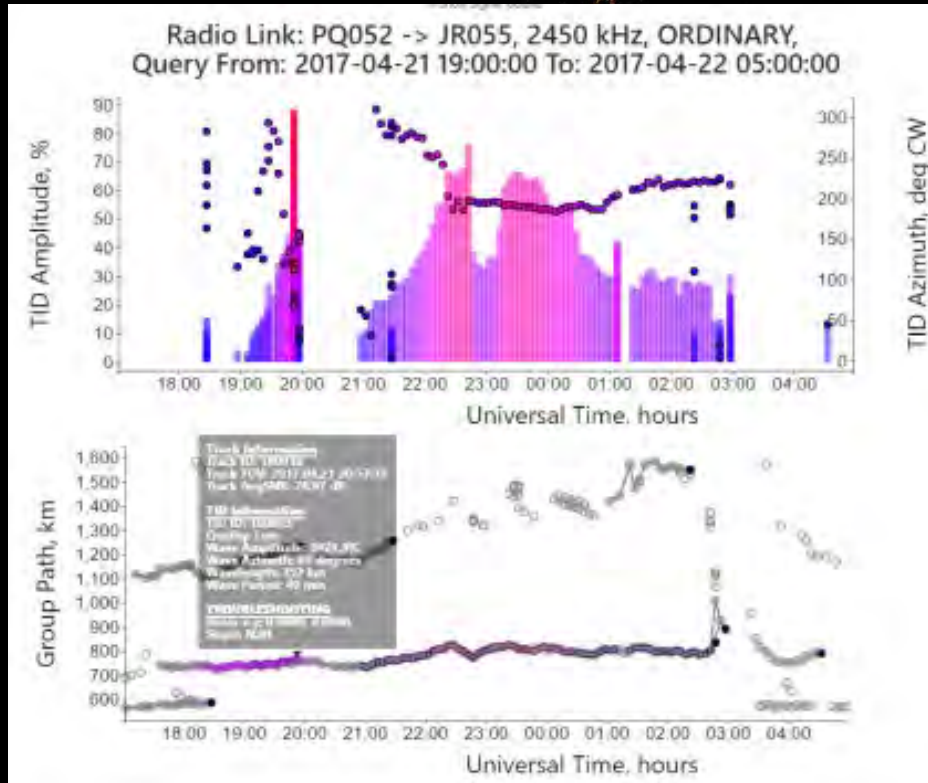 Radio Link: PQ052 -> JR055, 2450 kHz, ORDINARY,
Query From: 2017-04-21 19:00:00 To: 2017-04-22 05:00:00
TID Amplitude, %
90
80
70
60
50
40
30
20
10
0
300
250
200
150
100
50
0
TID Azimuth, deg CW
18:00 19:00 20:00 21:00 22:00 23:00 00:00 01:00 02:00 03:00 04:00
Universal Time, hours
Group Path, km
1,600
1,500
1,400
1,300
1,200
1,100
1,000
900
800
700
600
Track Information
TID Information
TROUBLESHOOTING
18:00 19:00 20:00 21:00 22:00 23:00 00:00 01:00 02:00 03:00 04:00
Universal Time, hours